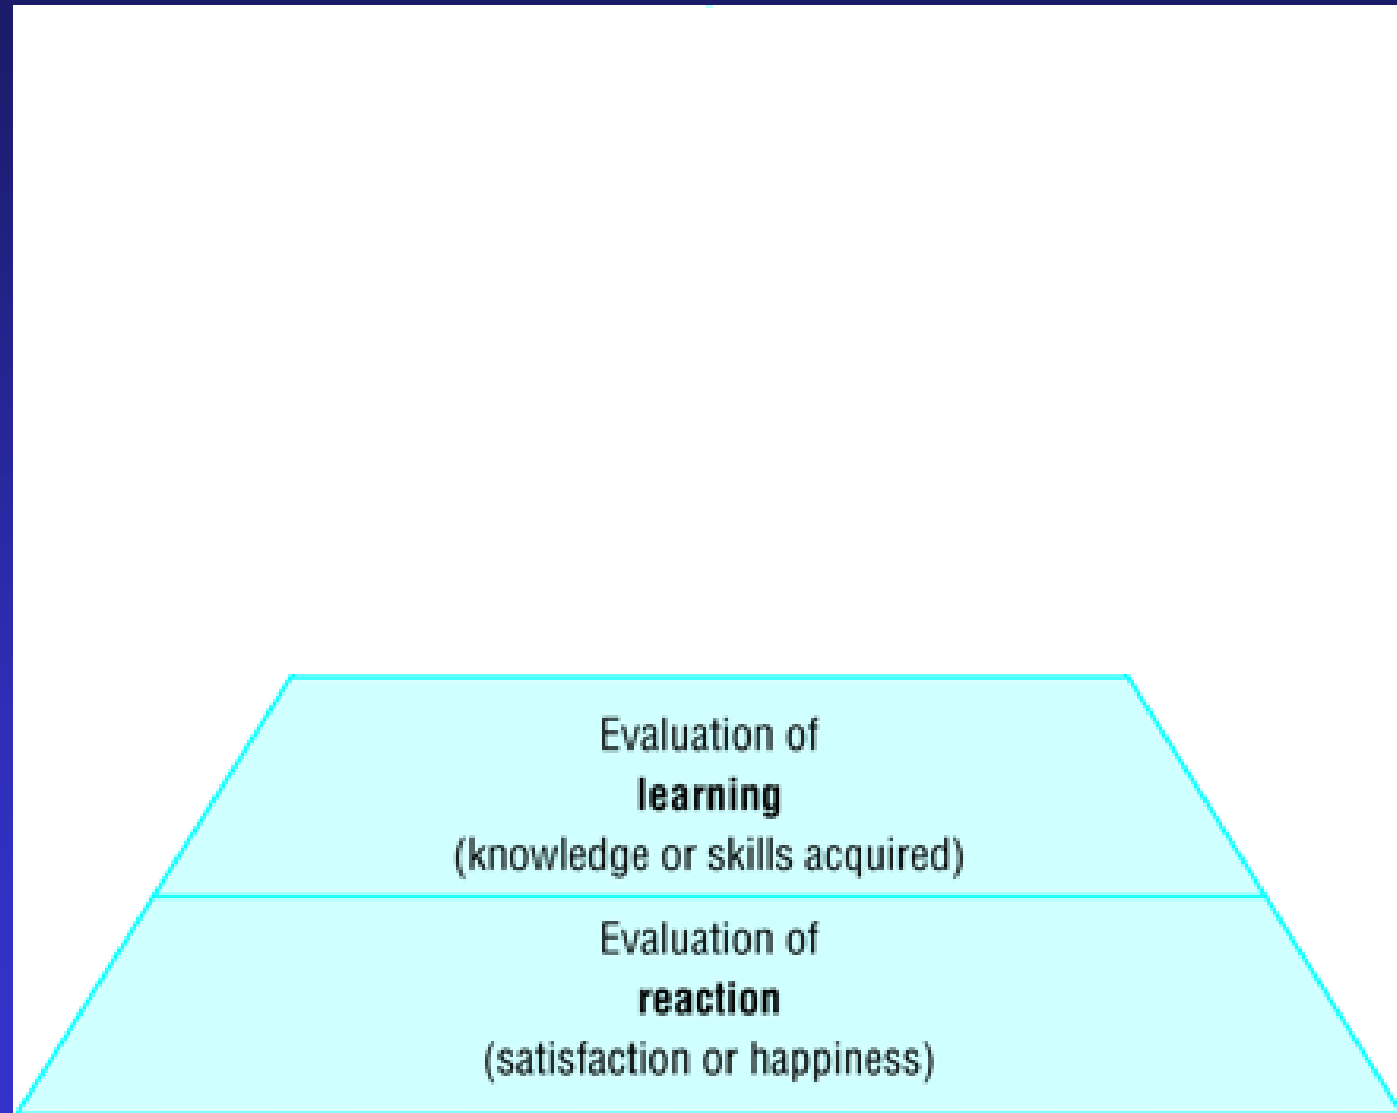 Evaluation of
learning
(knowledge or skills acquired)
Evaluation of
reaction
(satisfaction or happiness)